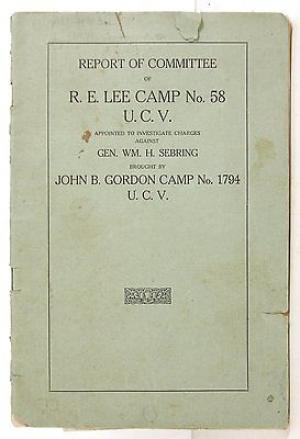 REPORT OF COMMITTEE
OF
R. E. LEE CAMP No. 58
U. C. V.
APPOINTED TO INVESTIGATE CHARGES
AGAINST
GEN. WM. H. SEBRING
BROUGHT BY
JOHN B. GORDON CAMP No. 1794
U. C. V.